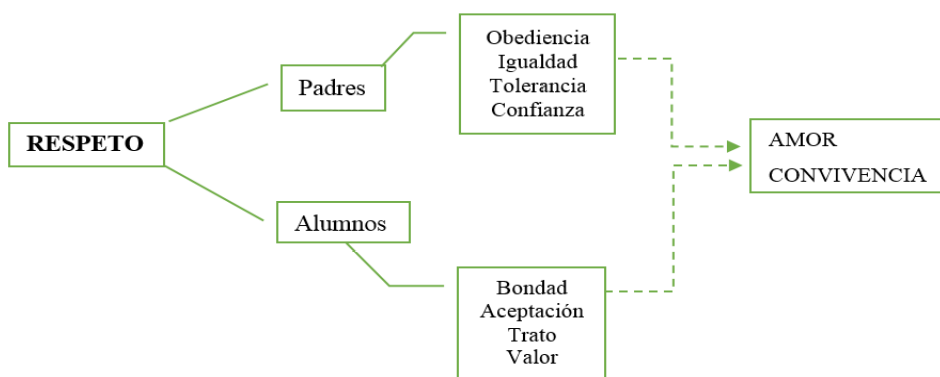 RESPETO
Padres
Obediencia
Igualdad
Tolerancia
Confianza
Alumnos
Bondad
Aceptación
Trato
Valor
AMOR
CONVIVENCIA